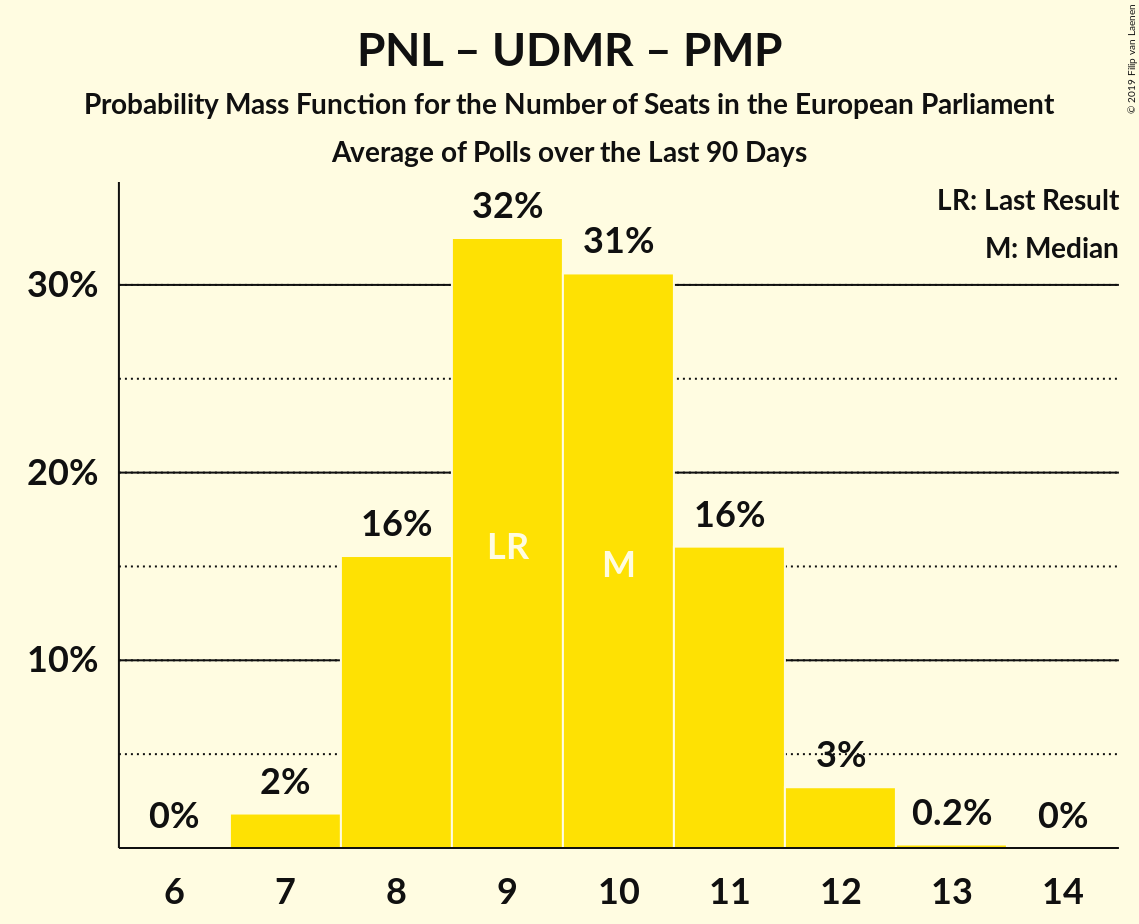 PNL – UDMR – PMP
Probability Mass Function for the Number of Seats in the European Parliament
Average of Polls over the Last 90 Days
© 2019 Filip van Laenen
LR: Last Result
M: Median
32%
31%
30%
20%
16%
16%
LR
M
10%
3%
2%
0%
0.2%
0%
6 7 8 9 10 11 12 13 14